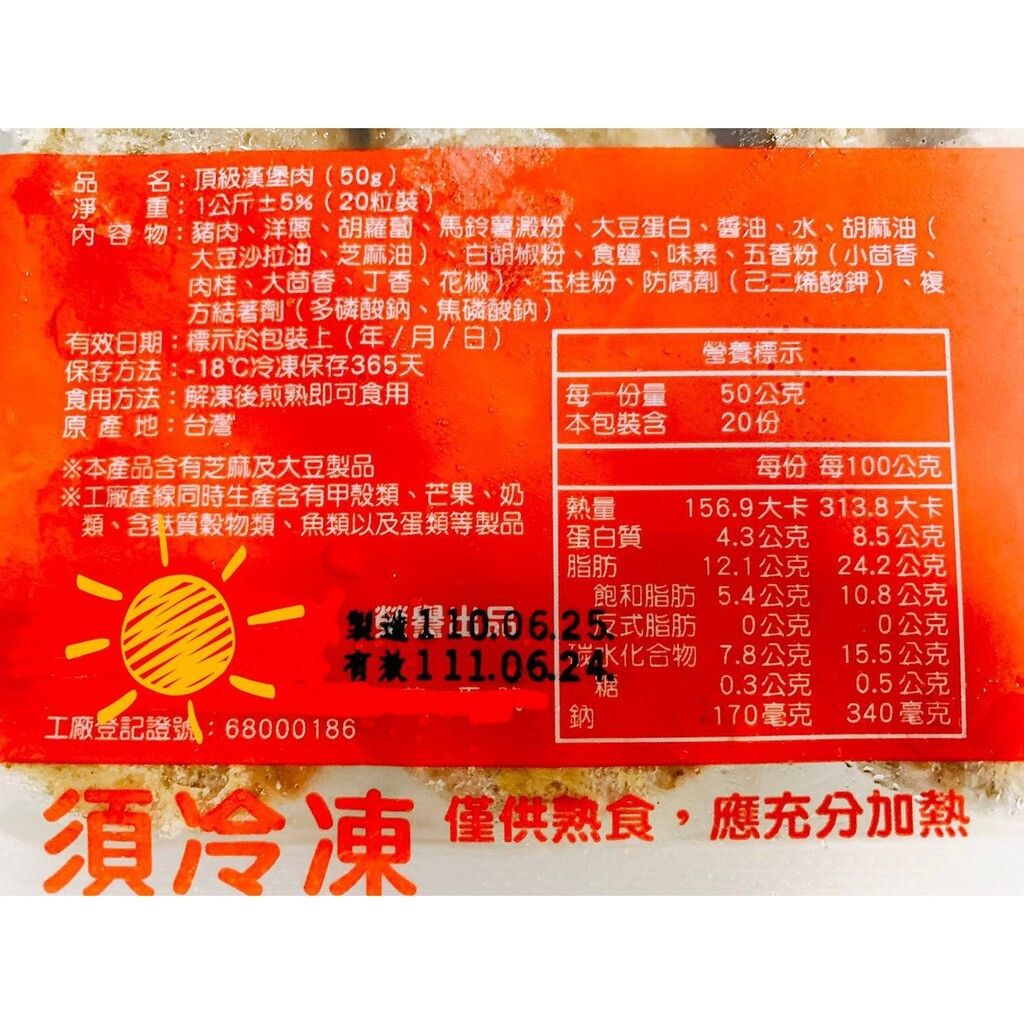 品名：頂級漢堡肉（50g）
淨重：1公斤±5%（20粒裝）
內容物：豬肉、洋蔥、胡蘿蔔、馬鈴薯澱粉、大豆蛋白、醬油、水、胡麻油（
大豆沙拉油、芝麻油）、白胡椒粉、食鹽、味素、五香粉（小茴香、
肉桂、大茴香、丁香、花椒）、玉桂粉、防腐劑（己二烯酸鉀）、複
方結著劑（多磷酸鈉、焦磷酸鈉）
有效日期：標示於包裝上（年/月/日）
保存方法：-18℃冷凍保存365天
食用方法：解凍後煎熟即可食用
原產地：台灣
※本產品含有芝麻及大豆製品
※工廠產線同時生產含有甲殼類、芒果、奶
類、含麩質穀物類、魚類以及蛋類等製品
榮譽出品
製造110.06.25.
有效111.06.24.
工廠登記證號：68000186
營養標示
每一份量 50公克
本包裝含 20份
每份 每100公克
熱量 156.9大卡 313.8大卡
蛋白質 4.3公克 8.5公克
脂肪 12.1公克 24.2公克
飽和脂肪 5.4公克 10.8公克
反式脂肪 0公克 0公克
碳水化合物 7.8公克 15.5公克
糖 0.3公克 0.5公克
鈉 170毫克 340毫克
須冷凍 僅供熟食，應充分加熱